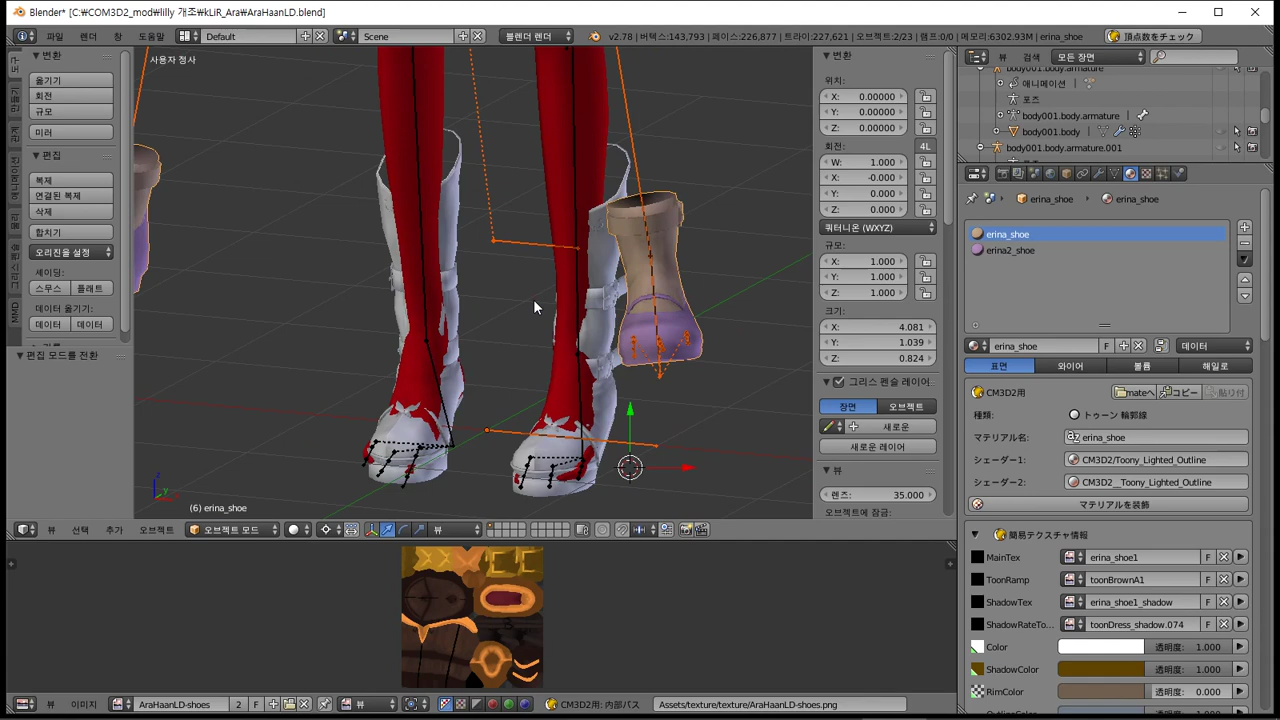 Blender* [C:₩COM3D2_mod₩lilly 개조₩kLiR_Ara₩AraHaanLD.blend]
파일 렌더 창 도움말 Default Scene 블렌더 렌더 v2.78 | 버텍스:143,793 | 페이스:226,877 | 트라이:227,621 | 오브젝트:2/23 | 램프:0/0 | 메모리:6302.93M | erina_shoe 頂点数をチェック
변환
옮기기
회전
규모
미러
편집
복제
연결된 복제
삭제
합치기
오리진을 설정
셰이딩:
스무스 플래트
데이터 옮기기:
데이터 데이터
편집 모드를 전환
MMD
사용자 정사
(6) erina_shoe
변환
위치:
X: 0.00000
Y: 0.00000
Z: 0.00000
회전: 4L
W: 1.000
X: -0.000
Y: 0.000
Z: 0.000
쿼터니온 (WXYZ)
규모:
X: 1.000
Y: 1.000
Z: 1.000
크기:
X: 4.081
Y: 1.039
Z: 0.824
그리스 펜슬 레이어
장면 오브젝트
새로운
새로운 레이어
뷰
렌즈: 35.000
오브젝트에 잠금:
뷰 선택 추가 오브젝트 오브젝트 모드 뷰
뷰 이미지 AraHaanLD-shoes 2 F 뷰 CM3D2用: 内部パス Assets/texture/texture/AraHaanLD-shoes.png
뷰 검색 모든 장면
body001.body.armature
애니메이션
포즈
body001.body.armature
body001.body
body001.body.armature.001
erina_shoe erina_shoe
erina_shoe
erina2_shoe
erina_shoe F 데이터
표면 와이어 볼륨 해일로
CM3D2用 mateへ コピー 貼り付
種類: トゥーン 輪郭線
マテリアル名: erina_shoe
シェーダー1: CM3D2/Toony_Lighted_Outline
シェーダー2: CM3D2__Toony_Lighted_Outline
マテリアルを装飾
簡易テクスチャ情報
MainTex erina_shoe1 F
ToonRamp toonBrownA1 F
ShadowTex erina_shoe1_shadow F
ShadowRateTo... toonDress_shadow.074 F
Color 透明度: 1.000
ShadowColor 透明度: 1.000
RimColor 透明度: 0.000